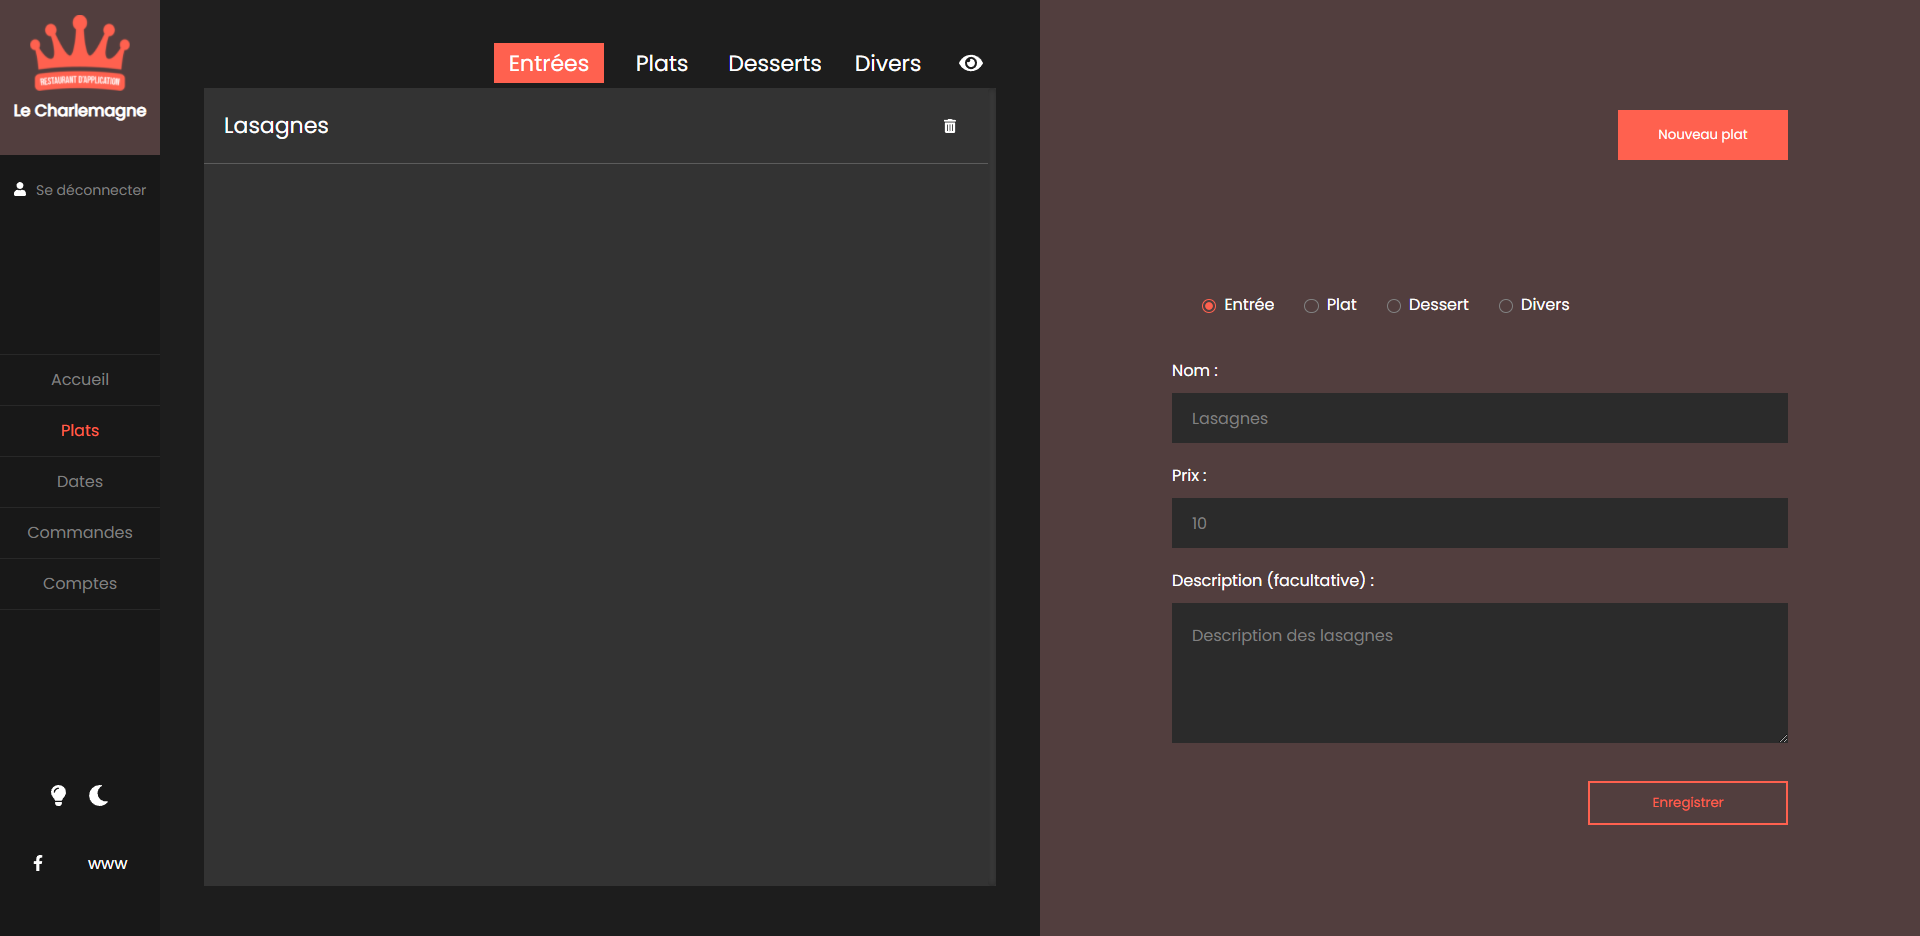 RESTAURANT D'APPLICATION
Le Charlemagne
Se déconnecter
Accueil
Plats
Dates
Commandes
Comptes
www
Entrées Plats Desserts Divers
Lasagnes
Nouveau plat
Entrée Plat Dessert Divers
Nom :
Lasagnes
Prix :
10
Description (facultative) :
Description des lasagnes
Enregistrer